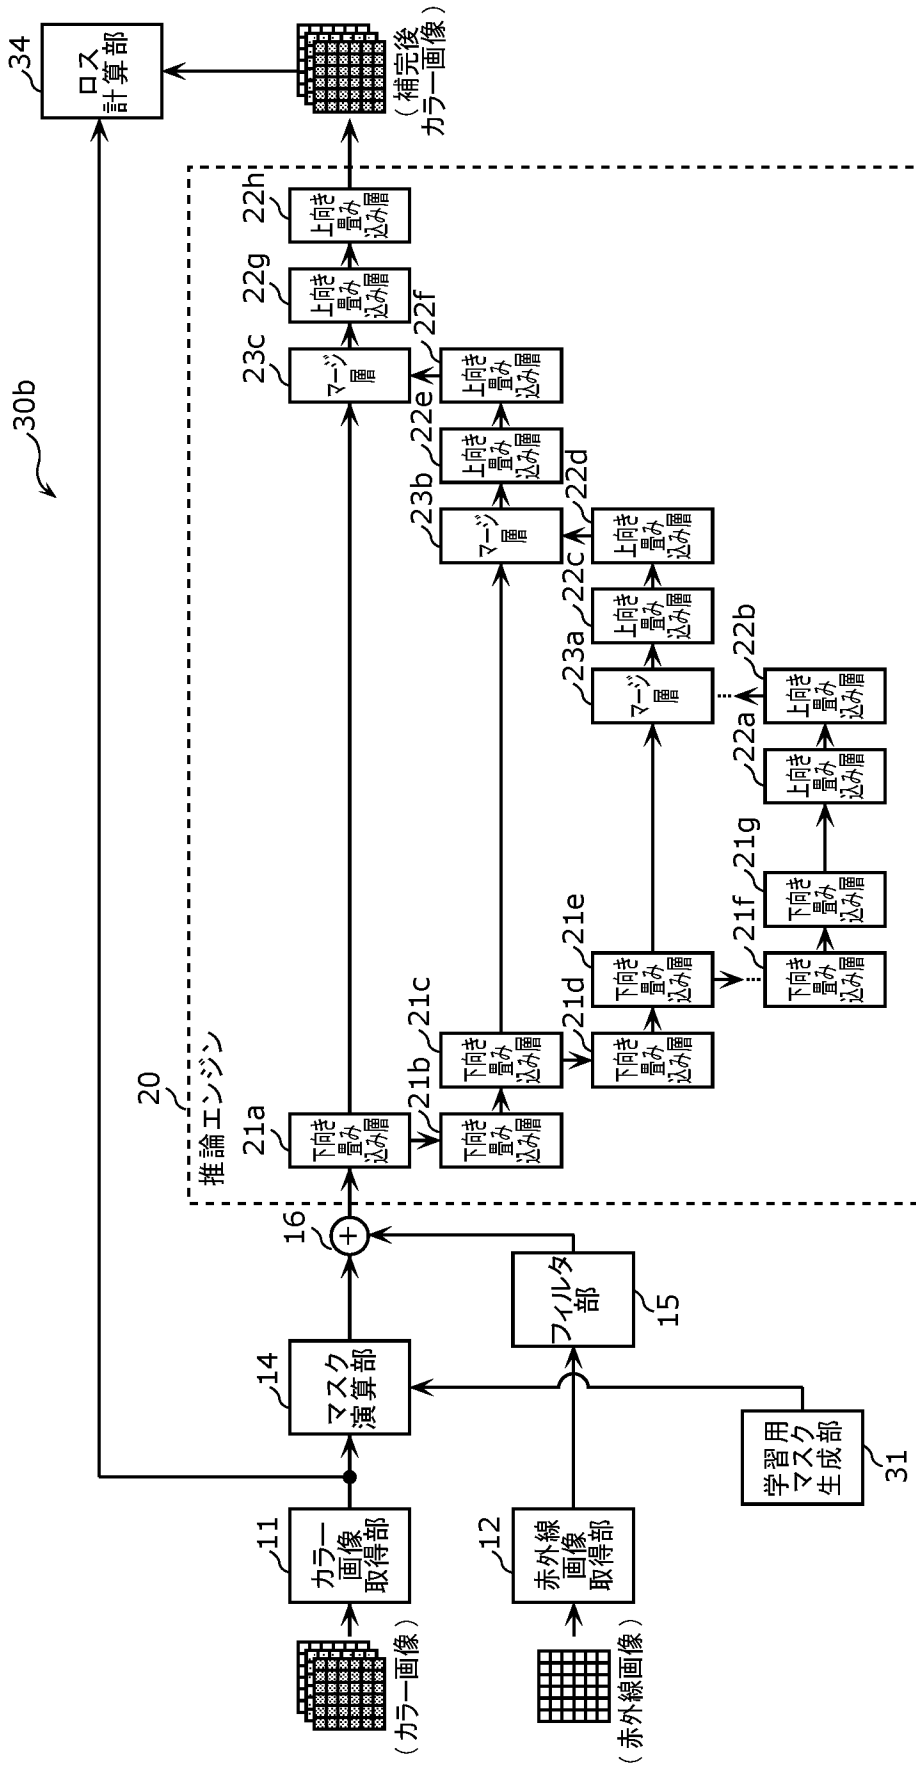 30b
34
ロス
計算部
(補完後
カラー画像)
20
推論エンジン
(カラー画像)
11
カラー
画像
取得部
14
マスク
演算部
16
+
21a
下向き
畳み
込み層
23c
マージ
層
22g
上向き
畳み
込み層
22h
上向き
畳み
込み層
21b
下向き
畳み
込み層
21c
下向き
畳み
込み層
23b
マージ
層
22e
上向き
畳み
込み層
22f
上向き
畳み
込み層
(赤外線画像)
12
赤外線
画像
取得部
フィルタ
部
15
21d
下向き
畳み
込み層
21e
下向き
畳み
込み層
23a
マージ
層
22c
上向き
畳み
込み層
22d
上向き
畳み
込み層
学習用
マスク
生成部
31
21f
下向き
畳み
込み層
21g
下向き
畳み
込み層
22a
上向き
畳み
込み層
22b
上向き
畳み
込み層